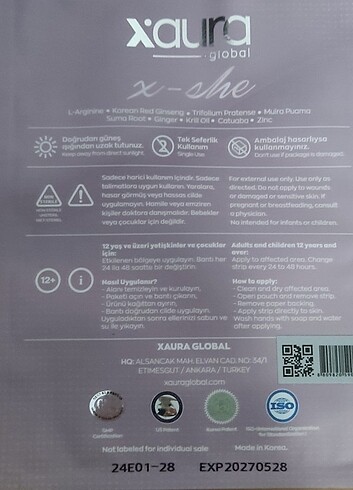 xaura
global
x-she
L-Arginine • Korean Red Ginseng • Trifolium Pratense • Muira Puama
Suma Root • Ginger • Krill Oil • Catuaba • Zinc
Doğrudan güneş
ışığından uzak tutunuz.
Keep away from direct sunlight.
Tek Seferlik
Kullanım
Single Use
Ambalaj hasarlıysa
kullanmayınız.
Don't use if package is damaged.
NON
STERILE
Sadece harici kullanım içindir. Sadece
talimatlara uygun kullanın. Yaralara,
hasar görmüş veya hassas cilde
uygulamayın. Hamile veya emziren
kişiler doktora danışmalıdır. Bebekler
veya çocuklar için değildir.
For external use only. Use only as
directed. Do not apply to wounds
or damaged or sensitive skin. If
pregnant or breastfeeding, consult
a physician.
Not intended for infants or children.
12+
i
12 yaş ve üzeri yetişkinler ve çocuklar
için:
Etkilenen bölgeye uygulayın. Bantı her
24 ila 48 saatte bir değiştirin.
Nasıl Uygulanır?
- Alanı temizleyin ve kurulayın,
- Paketi açın ve bantı çıkarın,
- Ürünü kağıttan ayırın,
- Bantı doğrudan cilde uygulayın.
Uyguladıktan sonra ellerinizi sabun ve
su ile yıkayın.
Adults and children 12 years and
over:
Apply to affected area. Change
strip every 24 to 48 hours.
How to apply:
- Clean and dry affected area.
- Open pouch and remove strip.
- Remove paper backing.
- Apply strip directly to skin.
Wash hands with soap and water
after applying.
XAURA GLOBAL
HQ: ALSANCAK MAH. ELVAN CAD. NO: 34/1
ETIMESGUT / ANKARA / TURKEY
xauraglobal.com
ISO
GMP
Certification
US Patent
Korea Patent
ISO-International Organization
for Standardization
Not labeled for individual sale
Made in Korea.
24E01-28 EXP20270528